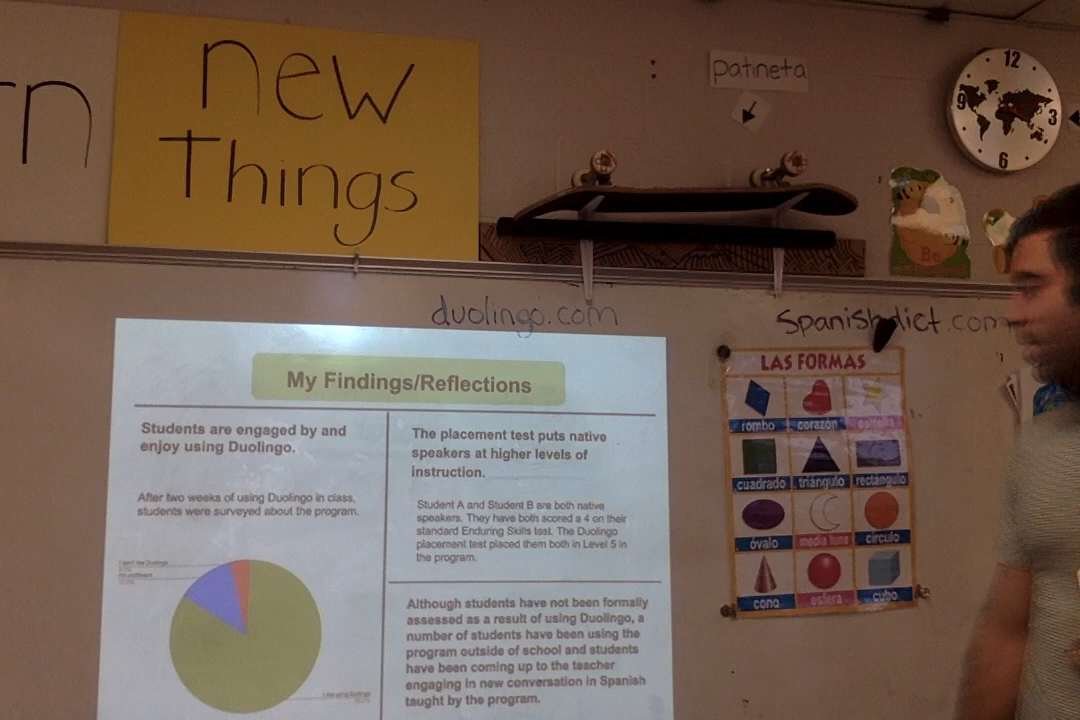 rn
new
Things
patineta
12
9
3
6
Be
duolingo.com
Spanishdict.com
My Findings/Reflections
Students are engaged by and
enjoy using Duolingo.
After two weeks of using Duolingo in class,
students were surveyed about the program.
The placement test puts native
speakers at higher levels of
instruction.
Student A and Student B are both native
speakers. They have both scored a 4 on their
standard Enduring Skills test. The Duolingo
placement test placed them both in Level 5 in
the program.
Although students have not been formally
assessed as a result of using Duolingo, a
number of students have been using the
program outside of school and students
have been coming up to the teacher
engaging in new conversation in Spanish
taught by the program.
LAS FORMAS
rombo corazón estrella
cuadrado triángulo rectángulo
óvalo media luna círculo
cono esfera cubo